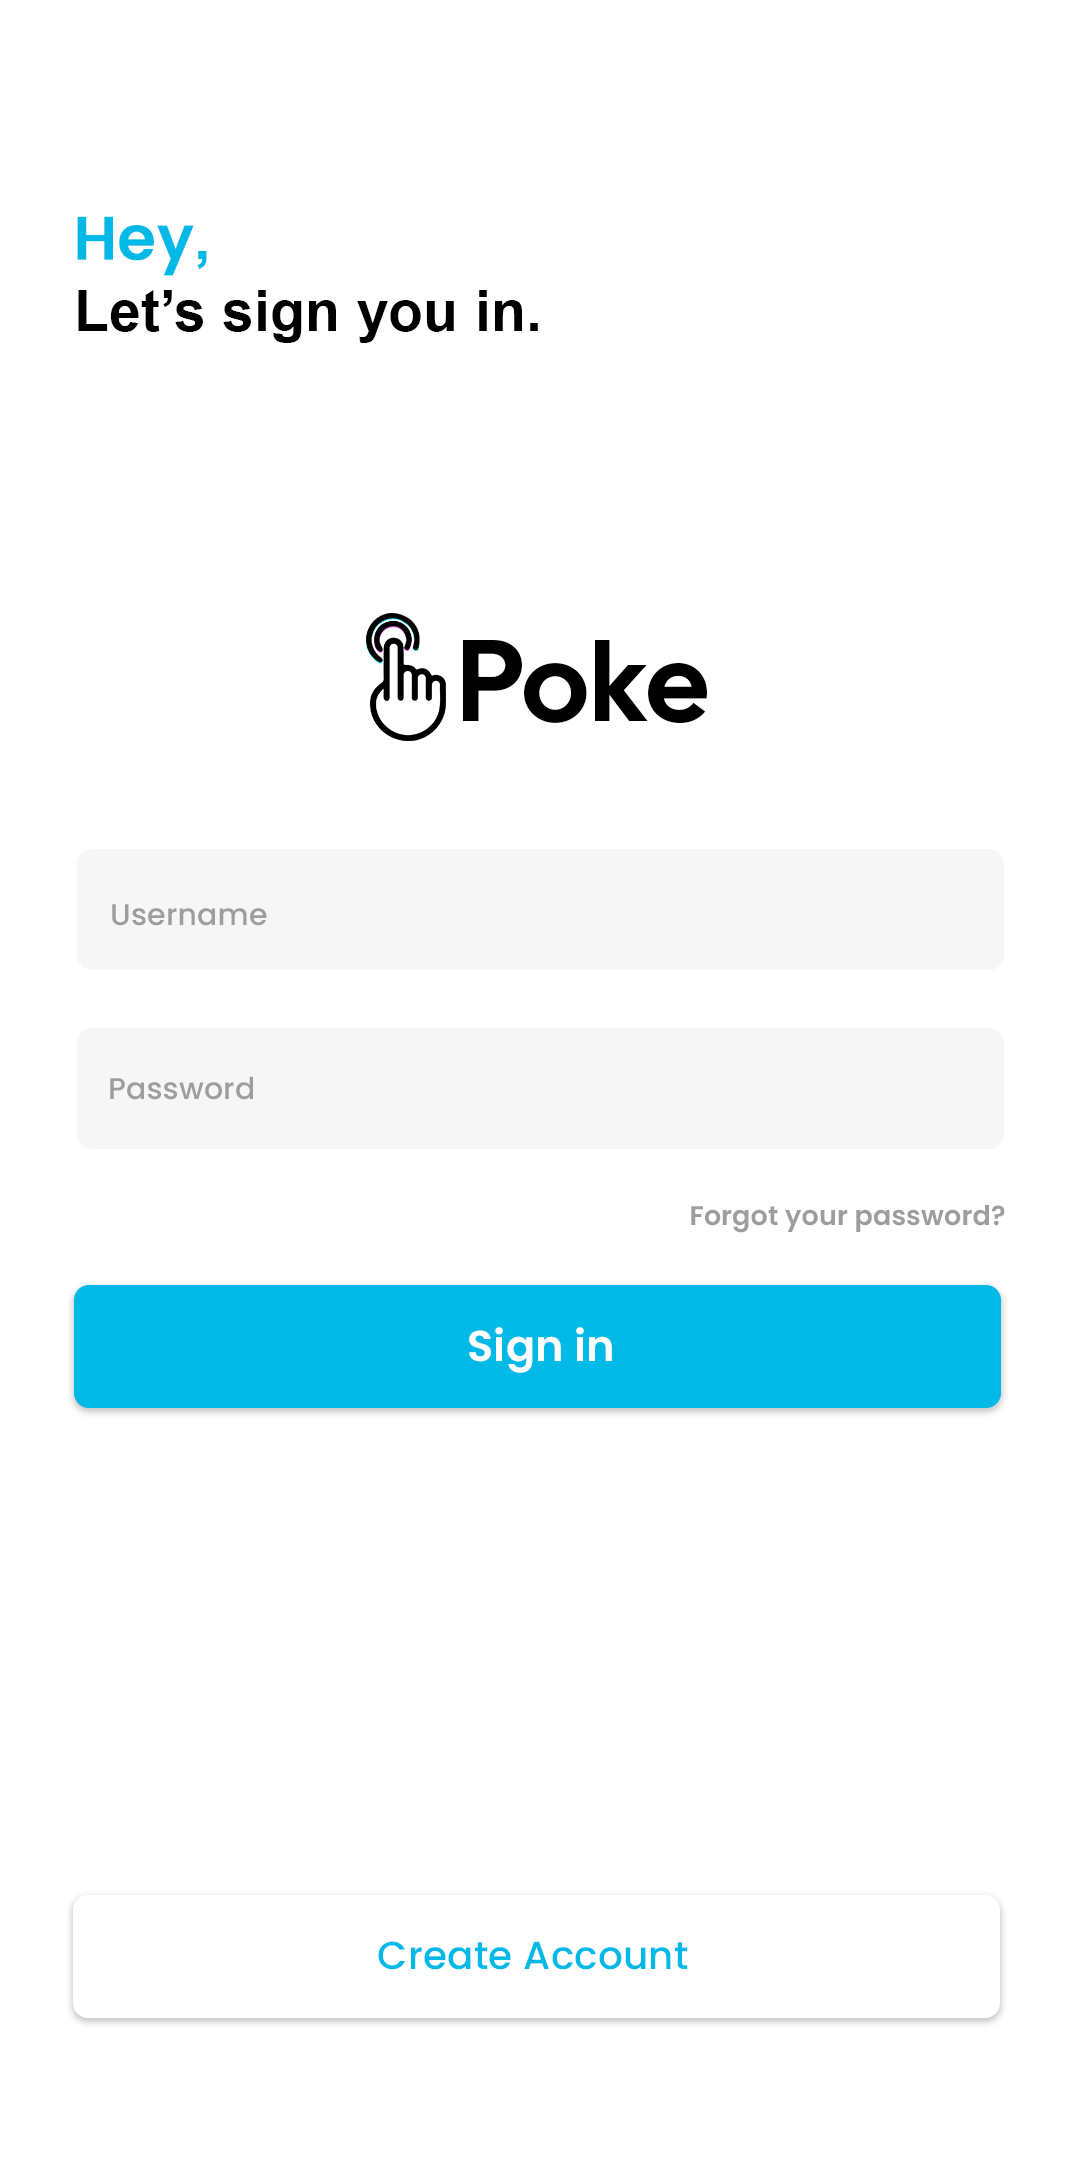 Hey,
Let’s sign you in.
Poke
Username
Password
Forgot your password?
Sign in
Create Account